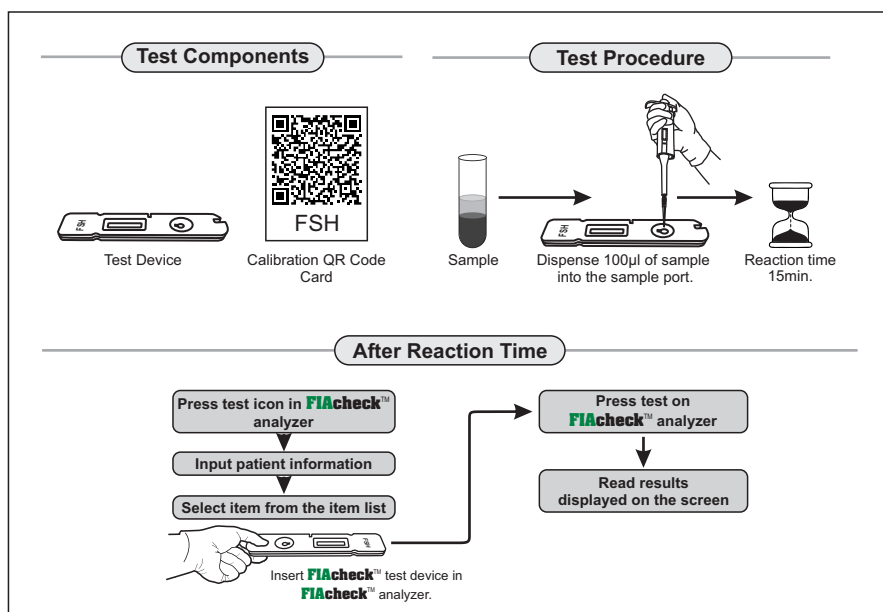 Test Components
FSH
Test Device
FSH
Calibration QR Code
Card
Test Procedure
Sample
FSH
Dispense 100µl of sample
into the sample port.
Reaction time
15min.
After Reaction Time
Press test icon in FIAcheck™
analyzer
Input patient information
Select item from the item list
FSH
Insert FIAcheck™ test device in
FIAcheck™ analyzer.
Press test on
FIAcheck™ analyzer
Read results
displayed on the screen